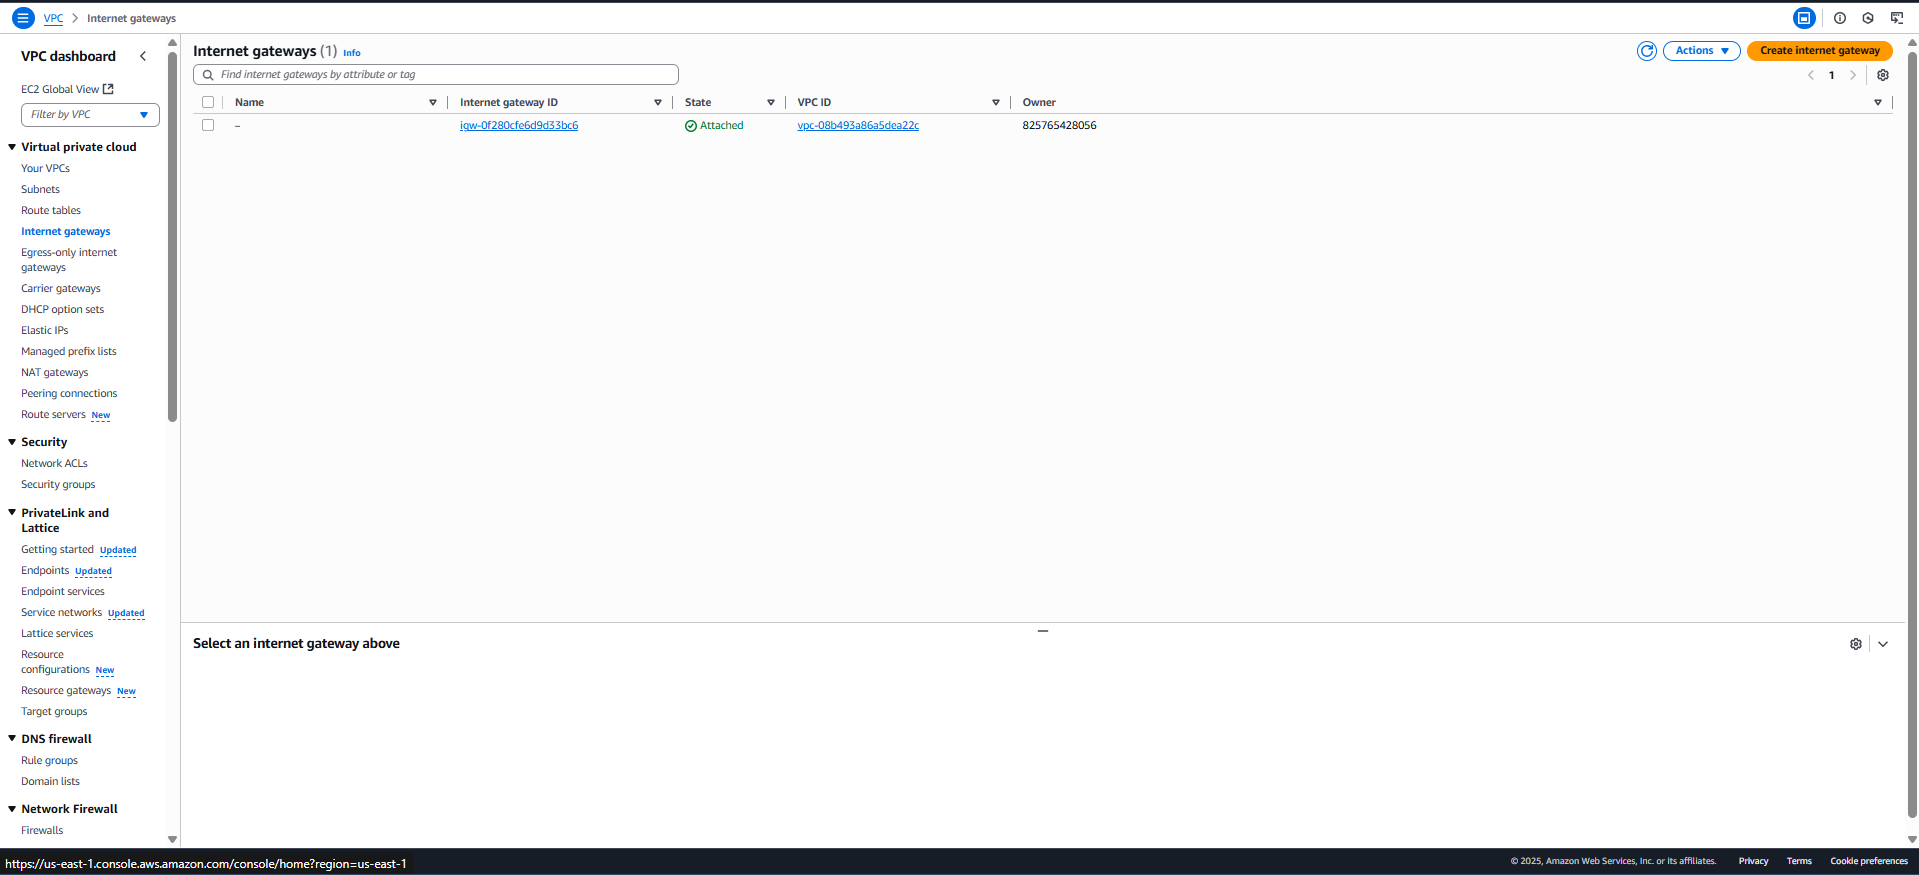 VPC > Internet gateways
VPC dashboard
EC2 Global View
Filter by VPC
Virtual private cloud
Your VPCs
Subnets
Route tables
Internet gateways
Egress-only internet
gateways
Carrier gateways
DHCP option sets
Elastic IPs
Managed prefix lists
NAT gateways
Peering connections
Route servers New
Security
Network ACLs
Security groups
PrivateLink and
Lattice
Getting started Updated
Endpoints Updated
Endpoint services
Service networks Updated
Lattice services
Resource
configurations New
Resource gateways New
Target groups
DNS firewall
Rule groups
Domain lists
Network Firewall
Firewalls
Internet gateways (1) Info
Actions
Create internet gateway
Find internet gateways by attribute or tag
1
Name Internet gateway ID State VPC ID Owner
– igw-0f280cfe6d9d33bc6 Attached vpc-08b493a86a5dea22c 825765428056
Select an internet gateway above
https://us-east-1.console.aws.amazon.com/console/home?region=us-east-1
© 2025, Amazon Web Services, Inc. or its affiliates. Privacy Terms Cookie preferences